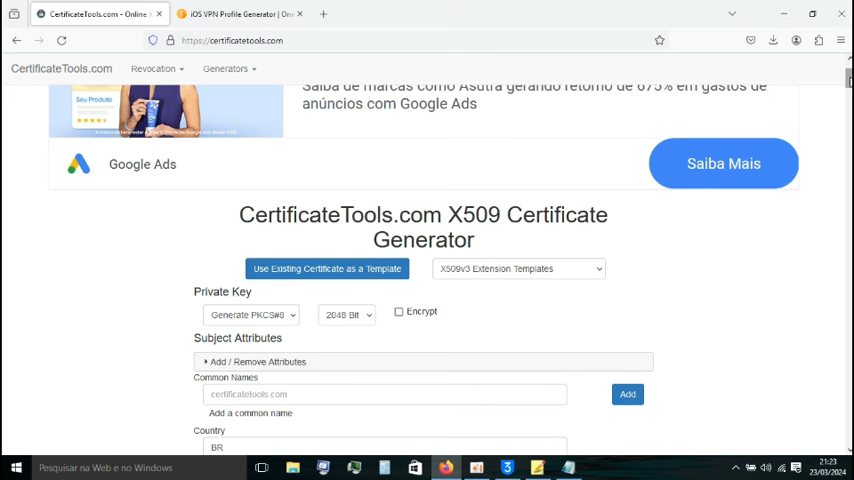 CertificateTools.com - Online X
iOS VPN Profile Generator | On
https://certificatetools.com
CertificateTools.com
Revocation
Generators
Saiba de marcas como Asutra gerando retorno de 675% em gastos de
anúncios com Google Ads
Seu Produto
Google Ads
Saiba Mais
CertificateTools.com X509 Certificate
Generator
Use Existing Certificate as a Template
X509v3 Extension Templates
Private Key
Generate PKCS#8
2048 Bit
Encrypt
Subject Attributes
Add / Remove Attributes
Common Names
certificatetools.com
Add
Add a common name
Country
BR
Pesquisar na Web e no Windows
21:23
23/03/2024